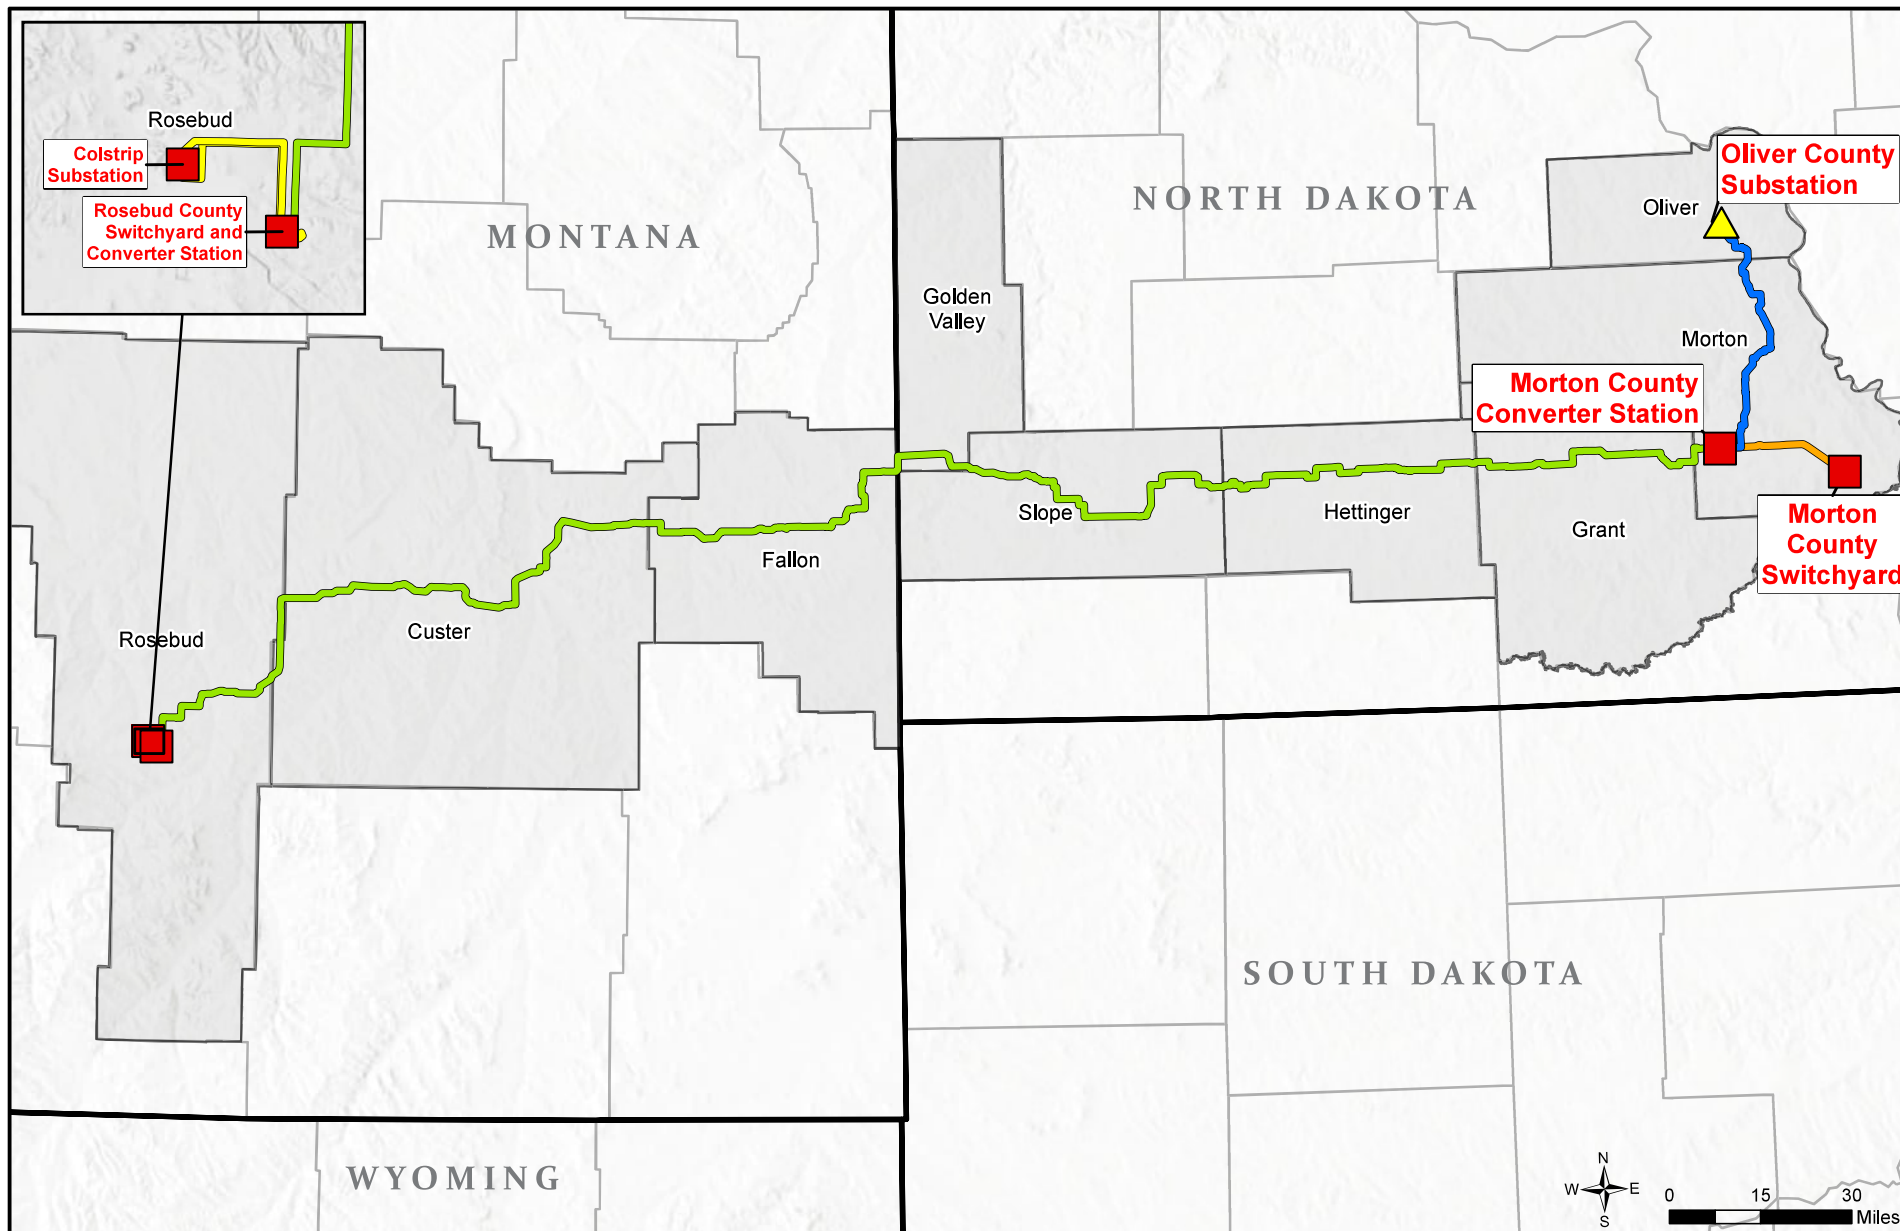 Rosebud
Colstrip
Substation
Rosebud County
Switchyard and
Converter Station
MONTANA
NORTH DAKOTA
Oliver County
Substation
Oliver
Golden
Valley
Morton
Morton County
Converter Station
Slope
Hettinger
Grant
Morton
County
Switchyard
Fallon
Custer
Rosebud
SOUTH DAKOTA
WYOMING
N
W E
S
0 15 30
Miles